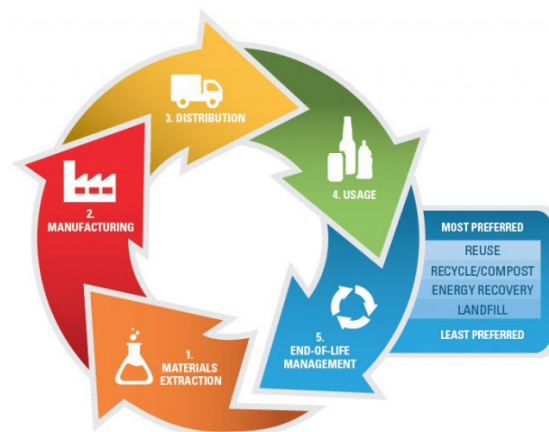 3. DISTRIBUTION
4. USAGE
2.
MANUFACTURING
MOST PREFERRED
REUSE
RECYCLE/COMPOST
ENERGY RECOVERY
LANDFILL
LEAST PREFERRED
5.
END-OF-LIFE
MANAGEMENT
1.
MATERIALS
EXTRACTION